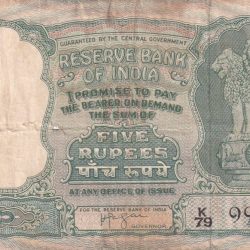 GUARANTEED BY THE CENTRAL GOVERNMENT
RESERVE BANK
OF INDIA
I PROMISE TO PAY
THE BEARER ON DEMAND
THE SUM OF
FIVE
RUPEES
पाँच रूपये
AT ANY OFFICE OF ISSUE
FOR THE RESERVE BANK OF INDIA
GOVERNOR
K/79